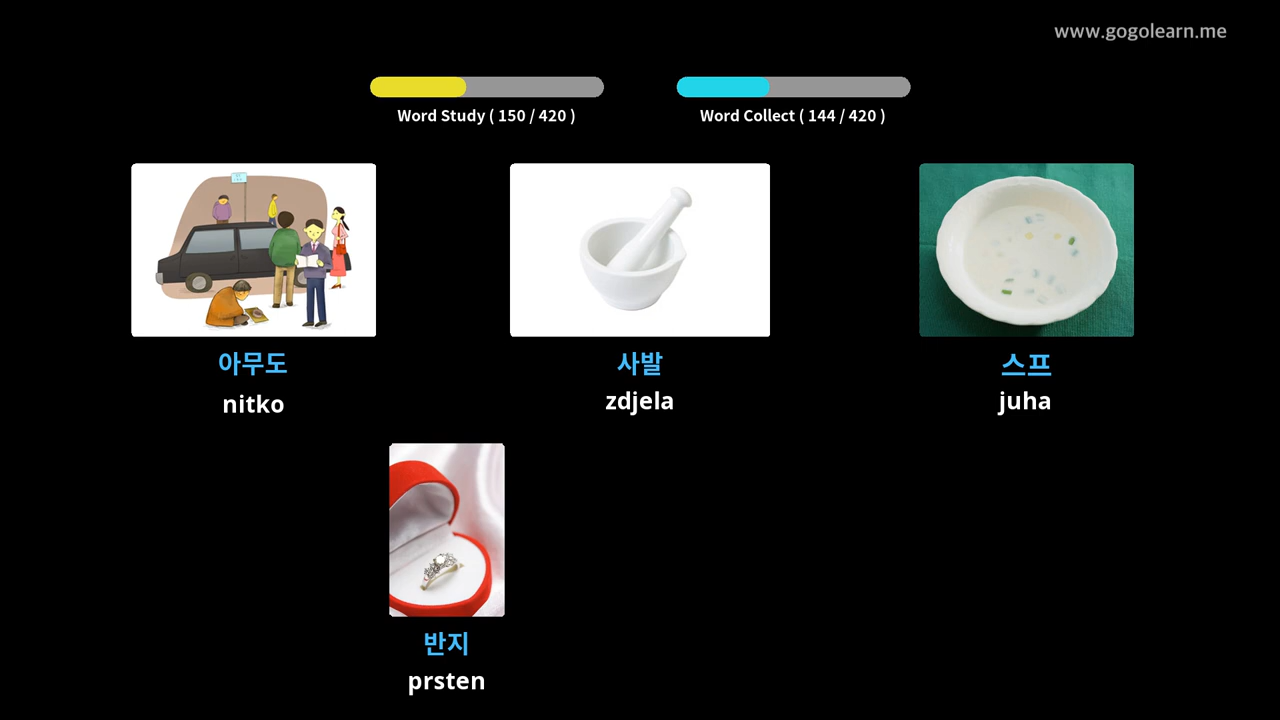 www.gogolearn.me
Word Study ( 150 / 420 )
Word Collect ( 144 / 420 )
아무도
nitko
사발
zdjela
스프
juha
반지
prsten